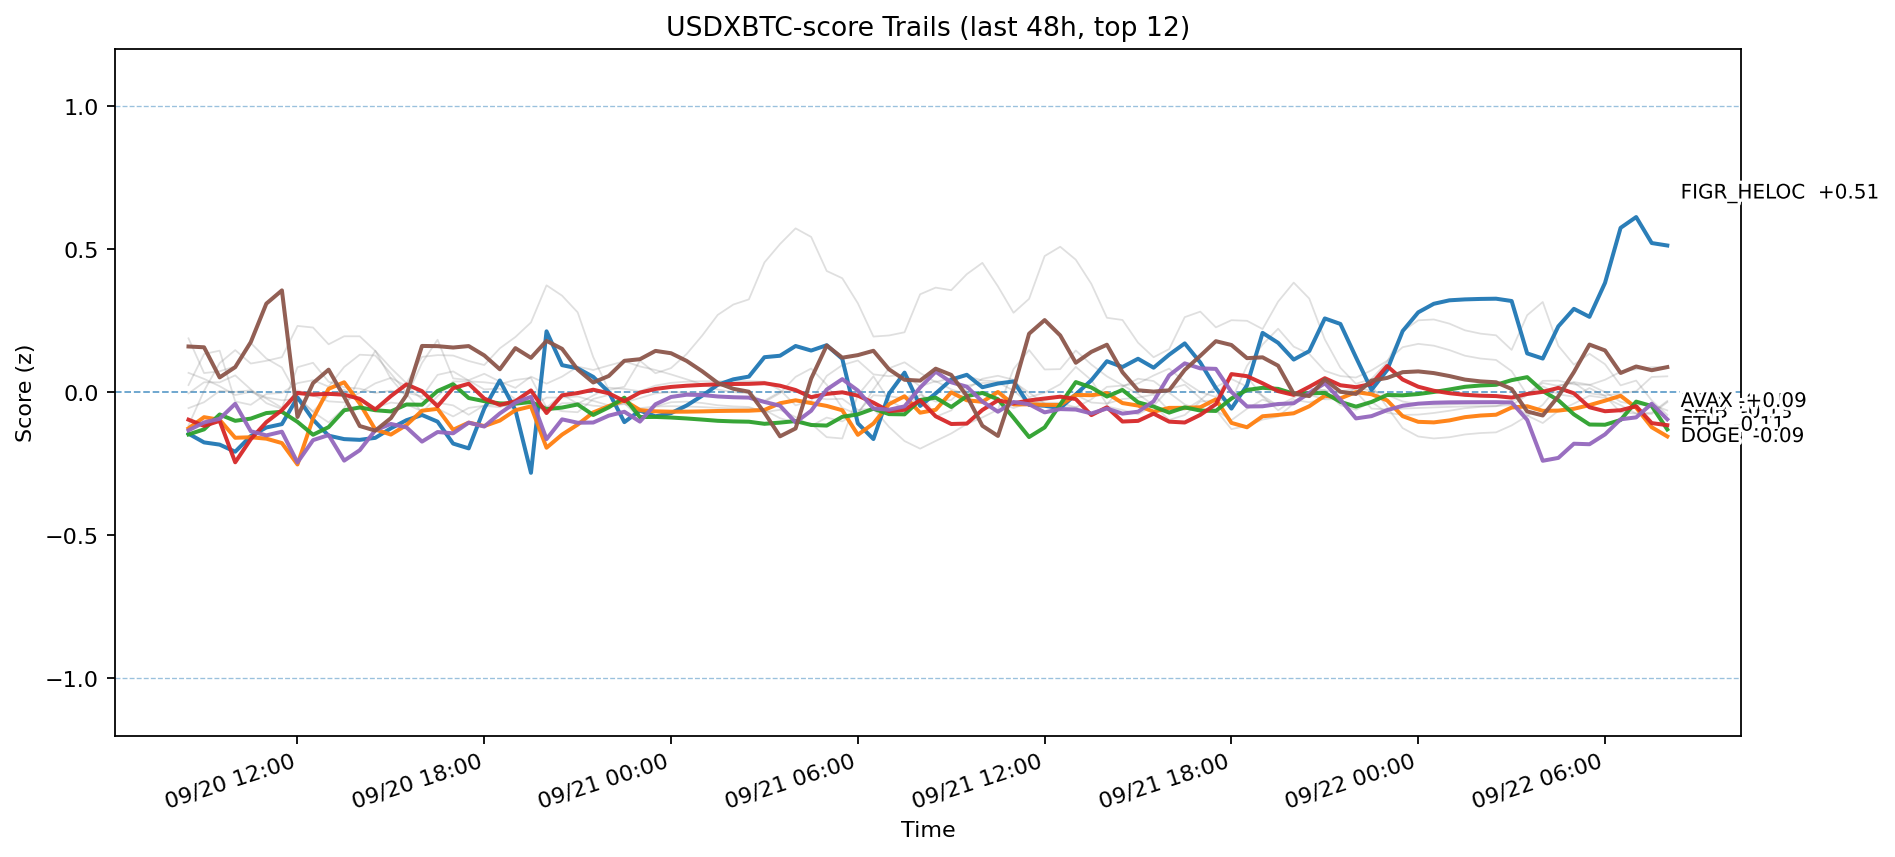 USDXBTC-score Trails (last 48h, top 12)
Score (z)
1.0
0.5
0.0
−0.5
−1.0
FIGR_HELOC +0.51
AVAX +0.09
ETH -0.11
DOGE -0.09
09/20 12:00
09/20 18:00
09/21 00:00
09/21 06:00
09/21 12:00
09/21 18:00
09/22 00:00
09/22 06:00
Time